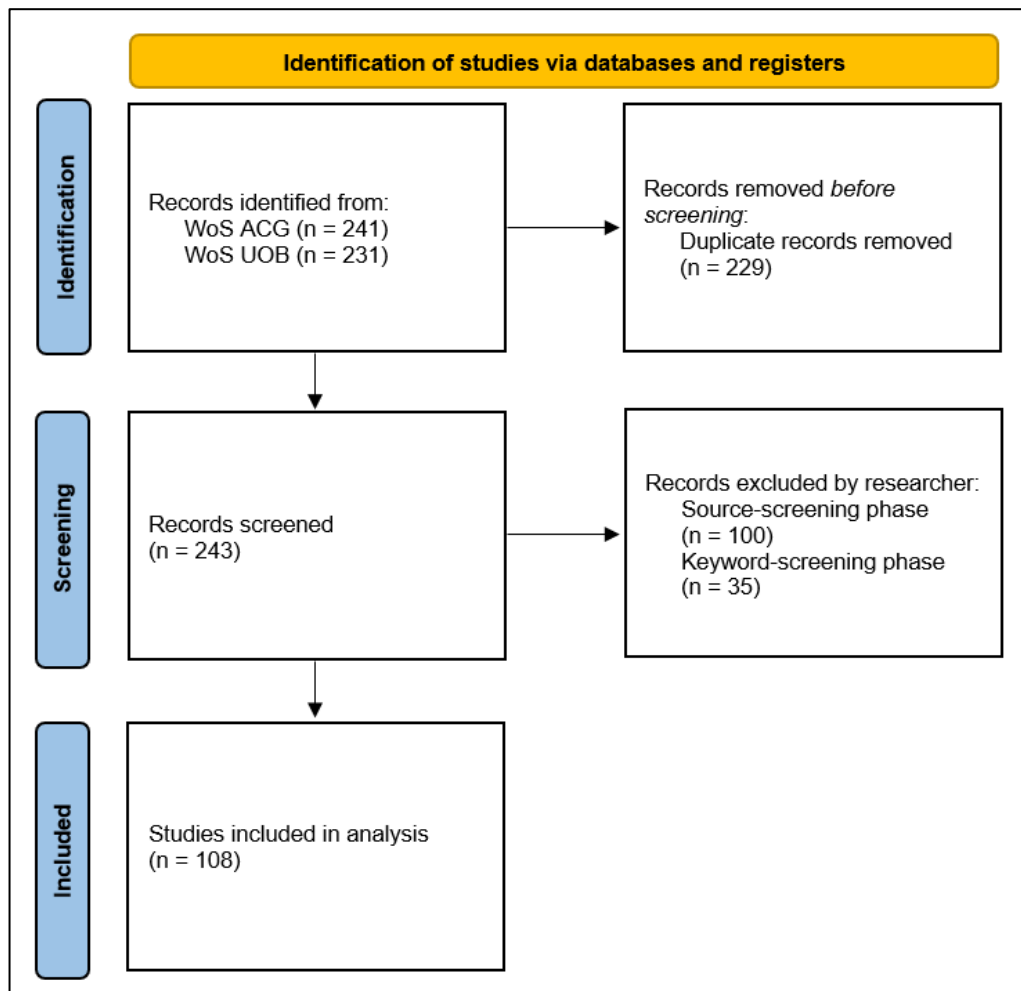 Identification of studies via databases and registers
Identification
Records identified from:
WoS ACG (n = 241)
WoS UOB (n = 231)
Records removed before
screening:
Duplicate records removed
(n = 229)
Screening
Records screened
(n = 243)
Records excluded by researcher:
Source-screening phase
(n = 100)
Keyword-screening phase
(n = 35)
Included
Studies included in analysis
(n = 108)